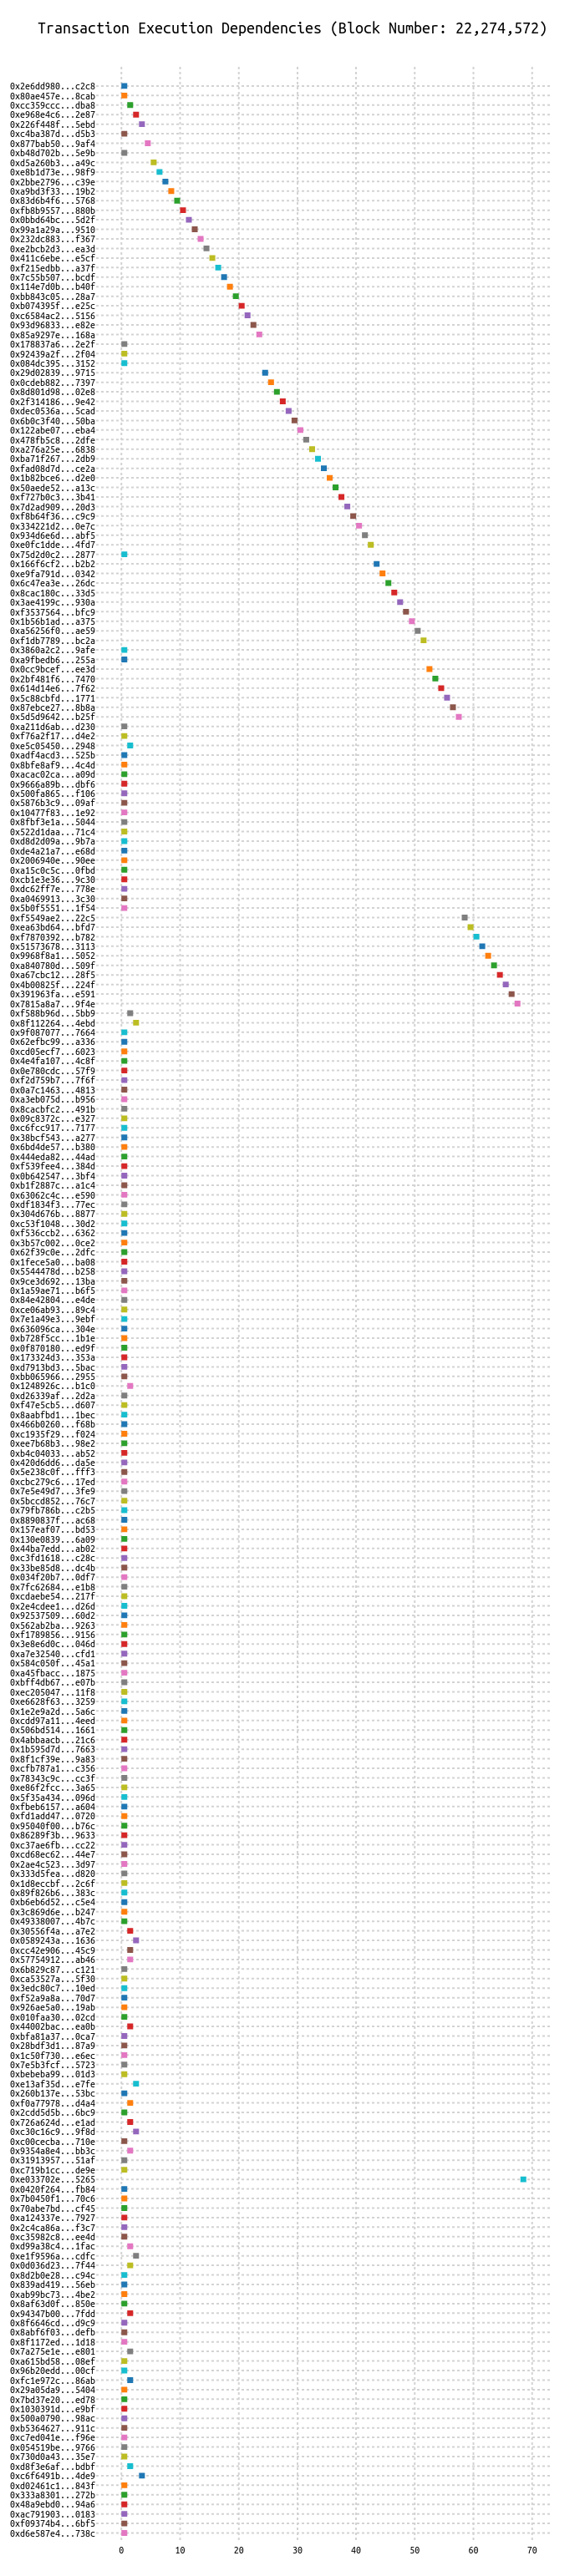 Transaction Execution Dependencies (Block Number: 22,274,572)
0x2e6dd980...c2c8
0x80ae457e...8cab
0xcc359ccc...dba8
0xe968e4c6...2e87
0x226f448f...5ebd
0xc4ba387d...d5b3
0x877bab50...9af4
0xb48d702b...5e9b
0xd5a260b3...a49c
0xe8b1d73e...98f9
0x2bbe2796...c39e
0xa9bd3f33...19b2
0x83d6b4f6...5768
0xfb8b9557...880b
0x0bbd64bc...5d2f
0x99a1a29a...9510
0x232dc883...f367
0xe2bcb2d3...ea3d
0x411c6ebe...e5cf
0xf215edbb...a37f
0x7c55b507...bcdf
0x114e7d0b...b40f
0xbb843c05...28a7
0xb074395f...e25c
0xc6584ac2...5156
0x93d96833...e82e
0x85a9297e...168a
0x178837a6...2e2f
0x92439a2f...2f04
0x084dc395...3152
0x29d02839...9715
0x0cdeb882...7397
0x8d801d98...02e8
0x2f314186...9e42
0xdec0536a...5cad
0x6b0c3f40...50ba
0x122abe07...eba4
0x478fb5c8...2dfe
0xa276a25e...6838
0xba71f267...2db9
0xfad08d7d...ce2a
0x1b82bce6...d2e0
0x50aede52...a13c
0xf727b0c3...3b41
0x7d2ad909...20d3
0xf8b64f36...c9c9
0x334221d2...0e7c
0x934d6e6d...abf5
0xe0fc1dde...4fd7
0x75d2d0c2...2877
0x166f6cf2...b2b2
0xe9fa791d...0342
0x6c47ea3e...26dc
0x8cac180c...33d5
0x3ae4199c...930a
0xf3537564...bfc9
0x1b56b1ad...a375
0xa56256f0...ae59
0xf1db7789...bc2a
0x3860a2c2...9afe
0xa9fbedb6...255a
0x0cc9bcef...ee3d
0x2bf481f6...7470
0x614d14e6...7f62
0x5c88cbfd...1771
0x87ebce27...8b8a
0x5d5d9642...b25f
0xa211d6ab...d230
0xf76a2f17...d4e2
0xe5c05450...2948
0xadf4acd3...525b
0x8bfe8af9...4c4d
0xacac02ca...a09d
0x9666a89b...dbf6
0x500fa865...f106
0x5876b3c9...09af
0x10477f83...1e92
0x8fbf3e1a...5044
0x522d1daa...71c4
0xd8d2d09a...9b7a
0xde4a21a7...e68d
0x2006940e...90ee
0xa15c0c5c...0fbd
0xcb1e3e36...9c30
0xdc62ff7e...778e
0xa0469913...3c30
0x5b0f5551...1f54
0xf5549ae2...22c5
0xea63bd64...bfd7
0xf7870392...b782
0x51573678...3113
0x9968f8a1...5052
0xa840780d...509f
0xa67cbc12...28f5
0x4b00825f...224f
0x391963fa...e591
0x7815a8a7...9f4e
0xf588b96d...5bb9
0x8f112264...4ebd
0x9f087077...7664
0x62efbc99...a336
0xcd05ecf7...6023
0x4e4fa107...4c8f
0x0e780cdc...57f9
0xf2d759b7...7f6f
0x0a7c1463...4813
0xa3eb075d...b956
0x8cacbfc2...491b
0x09c8372c...e327
0xc6fcc917...7177
0x38bcf543...a277
0x6bd4de57...b380
0x444eda82...44ad
0xf539fee4...384d
0x0b642547...3bf4
0xb1f2887c...a1c4
0x63062c4c...e590
0xdf1834f3...77ec
0x304d676b...8877
0xc53f1048...30d2
0xf536ccb2...6362
0x3b57c002...0ce2
0x62f39c0e...2dfc
0x1fece5a0...ba08
0x5544478d...b258
0x9ce3d692...13ba
0x1a59ae71...b6f5
0x84e42804...e4de
0xce06ab93...89c4
0x7e1a49e3...9ebf
0x636096ca...304e
0xb728f5cc...1b1e
0x0f870180...ed9f
0x173324d3...353a
0xd7913bd3...5bac
0xbb065966...2955
0x1248926c...b1c0
0xd26339af...2d2a
0xf47e5cb5...d607
0x8aabfbd1...1bec
0x466b0260...f68b
0xc1935f29...f024
0xee7b68b3...98e2
0xb4c04033...ab52
0x420d6dd6...da5e
0x5e238c0f...fff3
0xcbc279c6...17ed
0x7e5e49d7...3fe9
0x5bccd852...76c7
0x79fb786b...c2b5
0x8890837f...ac68
0x157eaf07...bd53
0x130e0839...6a09
0x44ba7edd...ab02
0xc3fd1618...c28c
0x33be85d8...dc4b
0x034f20b7...0df7
0x7fc62684...e1b8
0xcdaebe54...217f
0x2e4cdee1...d26d
0x92537509...60d2
0x562ab2ba...9263
0xf1789856...9156
0x3e8e6d0c...046d
0xa7e32540...cfd1
0x584c050f...45a1
0xa45fbacc...1875
0xbff4db67...e07b
0xec205047...11f8
0xe6628f63...3259
0x1e2e9a2d...5a6c
0xcdd97a11...4eed
0x506bd514...1661
0x4abbaacb...21c6
0x1b595d7d...7663
0x8f1cf39e...9a83
0xcfb787a1...c356
0x78343c9c...cc3f
0xe86f2fcc...3a65
0x5f35a434...096d
0xfbeb6157...a604
0xfd1add47...0720
0x95040f00...b76c
0x86289f3b...9633
0xc37ae6fb...cc22
0xcd68ec62...44e7
0x2ae4c523...3d97
0x333d5fea...d820
0x1d8eccbf...2c6f
0x89f826b6...383c
0xb6eb6d52...c5e4
0x3c869d6e...b247
0x49338007...4b7c
0x30556f4a...a7e2
0x0589243a...1636
0xcc42e906...45c9
0x57754912...ab46
0x6b829c87...c121
0xca53527a...5f30
0x3edc80c7...10ed
0xf52a9a8a...70d7
0x926ae5a0...19ab
0x010faa30...02cd
0x44002bac...ea0b
0xbfa81a37...0ca7
0x28bdf3d1...87a9
0x1c50f730...e6ec
0x7e5b3fcf...5723
0xbebeba99...01d3
0xe13af35d...e7fe
0x260b137e...53bc
0xf0a77978...d4a4
0x2cdd5d5b...6bc9
0x726a624d...e1ad
0xc30c16c9...9f8d
0xc00cecba...710e
0x9354a8e4...bb3c
0x31913957...51af
0xc719b1cc...de9e
0xe033702e...5265
0x0420f264...fb84
0x7b0450f1...70c6
0x70abe7bd...cf45
0xa124337e...7927
0x2c4ca86a...f3c7
0xc35982c8...ee4d
0xd99a38c4...1fac
0xe1f9596a...cdfc
0x0d036d23...7f44
0x8d2b0e28...c94c
0x839ad419...56eb
0xab99bc73...4be2
0x8af63d0f...850e
0x94347b00...7fdd
0x8f6646cd...d9c9
0x8abf6f03...defb
0x8f1172ed...1d18
0x7a275e1e...e801
0xa615bd58...08ef
0x96b20edd...00cf
0xfc1e972c...86ab
0x29a05da9...5404
0x7bd37e20...ed78
0x1030391d...e9bf
0x500a0790...98ac
0xb5364627...911c
0xc7ed041e...f96e
0x054519be...9766
0x730d0a43...35e7
0xd8f3e6af...bdbf
0xc6f6491b...4de9
0xd02461c1...843f
0x333a8301...272b
0x48a9ebd0...94a6
0xac791903...0183
0xf09374b4...6bf5
0xd6e587e4...738c
0 10 20 30 40 50 60 70